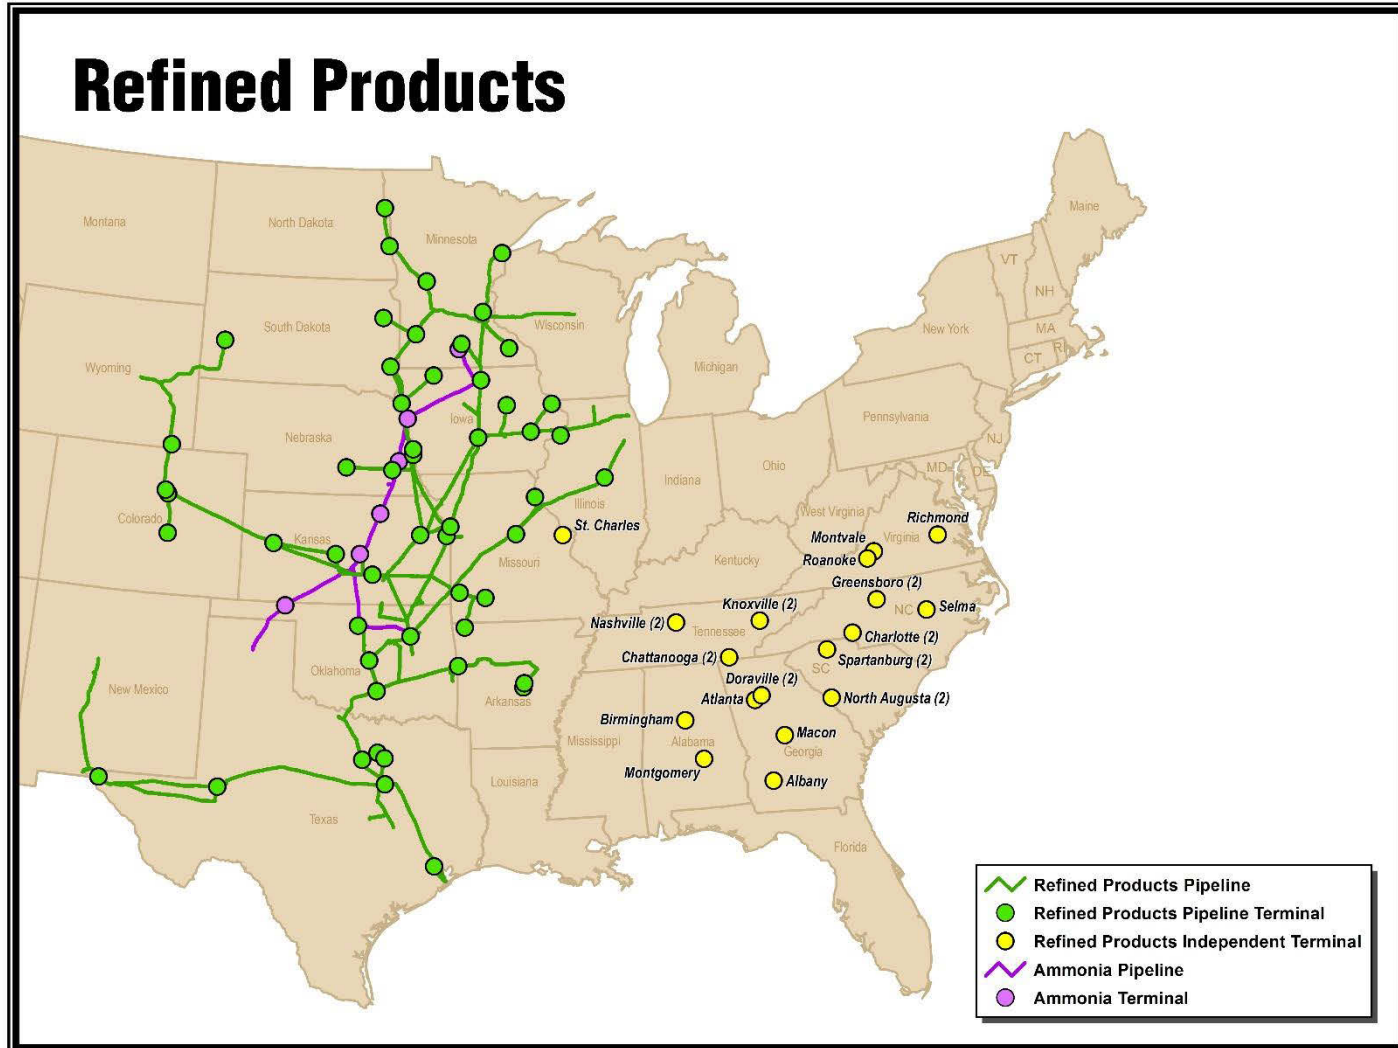 Refined Products
Maine
Montana
North Dakota
Minnesota
VT
NH
South Dakota
Wisconsin
New York
MA
CT
RI
Wyoming
Michigan
Iowa
Pennsylvania
Nebraska
NJ
Ohio
Indiana
MD
DE
Illinois
West Virginia
Colorado
Kansas
St. Charles
Richmond
Montvale
Virginia
Missouri
Kentucky
Roanoke
Greensboro (2)
Knoxville (2)
NC
Selma
Nashville (2)
Tennessee
Charlotte (2)
Chattanooga (2)
Spartanburg (2)
SC
Oklahoma
Doraville (2)
New Mexico
Arkansas
Atlanta
North Augusta (2)
Birmingham
Macon
Mississippi
Alabama
Georgia
Montgomery
Louisiana
Albany
Texas
Florida
Refined Products Pipeline
Refined Products Pipeline Terminal
Refined Products Independent Terminal
Ammonia Pipeline
Ammonia Terminal